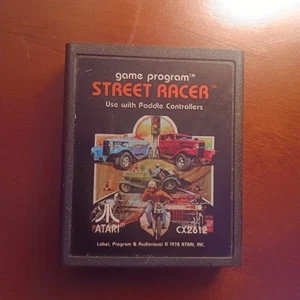 game program™
STREET RACER™
Use with Paddle Controllers
ATARI® CX2612
Label, Program & Audiovisual © 1978 ATARI, INC.